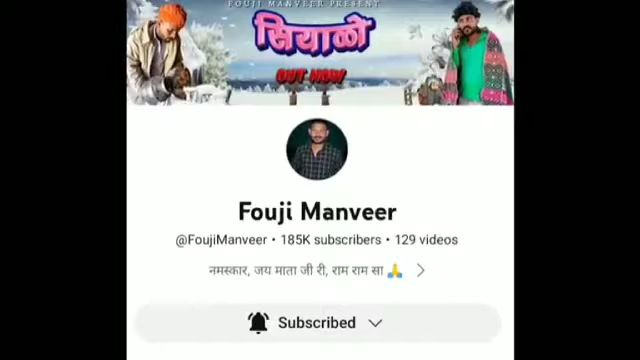 FOUJI MANVEER PRESENT
सियाळो
OUT NOW
Fouji Manveer
@FoujiManveer • 185K subscribers • 129 videos
नमस्कार, जय माता जी री, राम राम सा 🙏
Subscribed